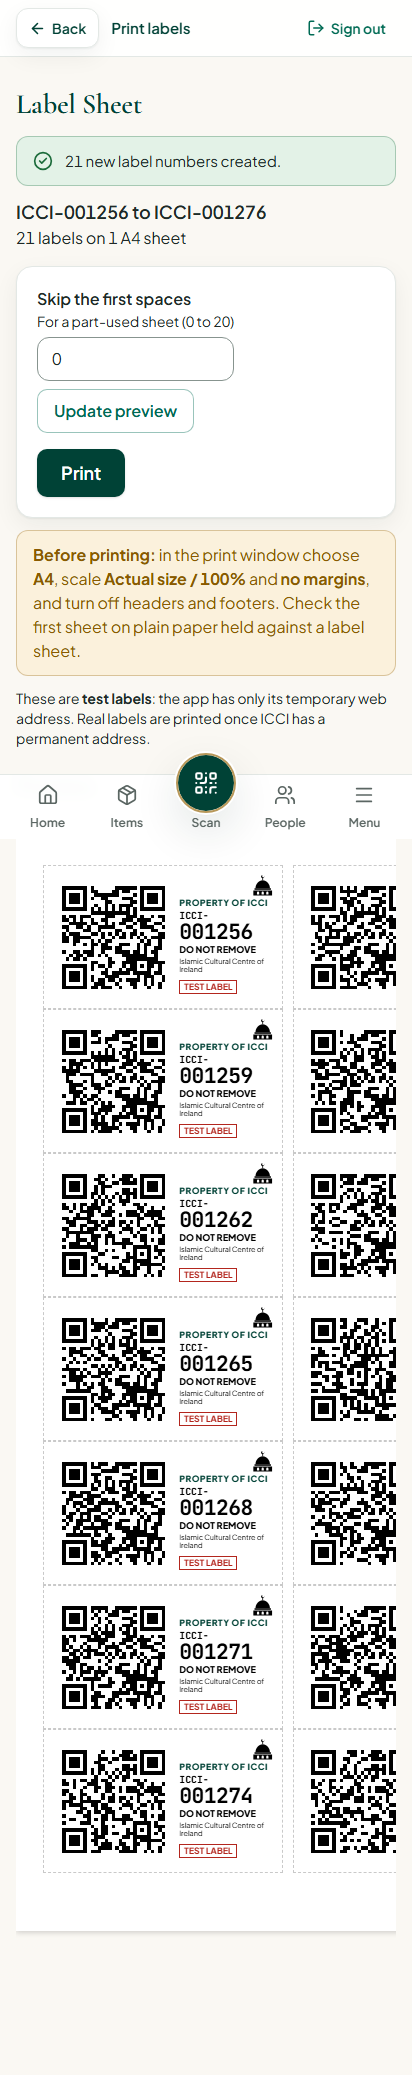 Back
Print labels
Sign out
Label Sheet
21 new label numbers created.
ICCI-001256 to ICCI-001276
21 labels on 1 A4 sheet
Skip the first spaces
For a part-used sheet (0 to 20)
0
Update preview
Print
Before printing: in the print window choose
A4, scale Actual size / 100% and no margins,
and turn off headers and footers. Check the
first sheet on plain paper held against a label
sheet.
These are test labels: the app has only its temporary web
address. Real labels are printed once ICCI has a
permanent address.
Home
Items
Scan
People
Menu
PROPERTY OF ICCI
ICCI-
001256
DO NOT REMOVE
Islamic Cultural Centre of
Ireland
TEST LABEL
PROPERTY OF ICCI
ICCI-
001259
DO NOT REMOVE
Islamic Cultural Centre of
Ireland
TEST LABEL
PROPERTY OF ICCI
ICCI-
001262
DO NOT REMOVE
Islamic Cultural Centre of
Ireland
TEST LABEL
PROPERTY OF ICCI
ICCI-
001265
DO NOT REMOVE
Islamic Cultural Centre of
Ireland
TEST LABEL
PROPERTY OF ICCI
ICCI-
001268
DO NOT REMOVE
Islamic Cultural Centre of
Ireland
TEST LABEL
PROPERTY OF ICCI
ICCI-
001271
DO NOT REMOVE
Islamic Cultural Centre of
Ireland
TEST LABEL
PROPERTY OF ICCI
ICCI-
001274
DO NOT REMOVE
Islamic Cultural Centre of
Ireland
TEST LABEL